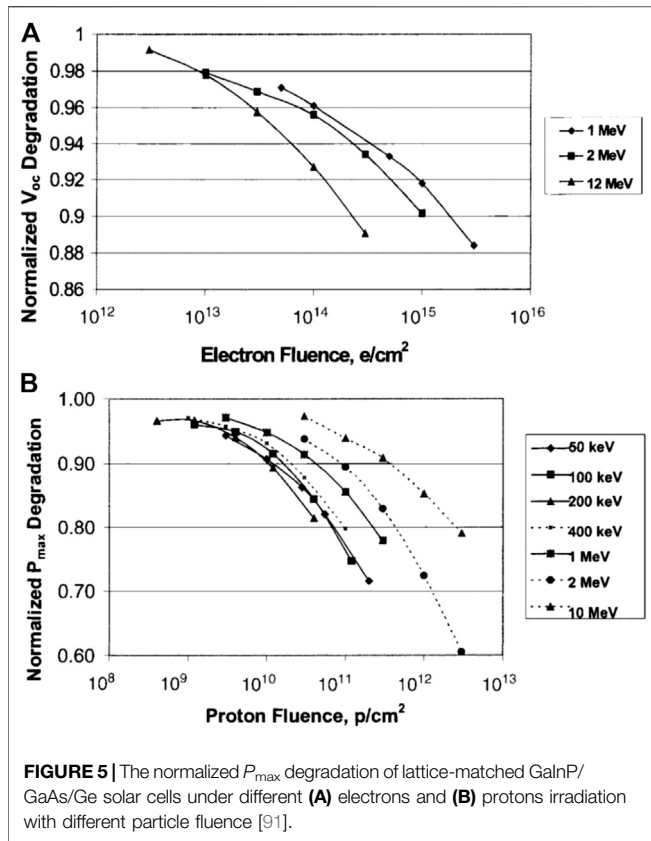 A
Normalized Voc Degradation
1
0.98
0.96
0.94
0.92
0.9
0.88
0.86
10¹²
10¹³
10¹⁴
10¹⁵
10¹⁶
Electron Fluence, e/cm²
1 MeV
2 MeV
12 MeV
B
Normalized Pmax Degradation
1.00
0.90
0.80
0.70
0.60
10⁸
10⁹
10¹⁰
10¹¹
10¹²
10¹³
Proton Fluence, p/cm²
50 keV
100 keV
200 keV
400 keV
1 MeV
2 MeV
10 MeV
FIGURE 5 | The normalized Pmax degradation of lattice-matched GaInP/
GaAs/Ge solar cells under different (A) electrons and (B) protons irradiation
with different particle fluence [91].